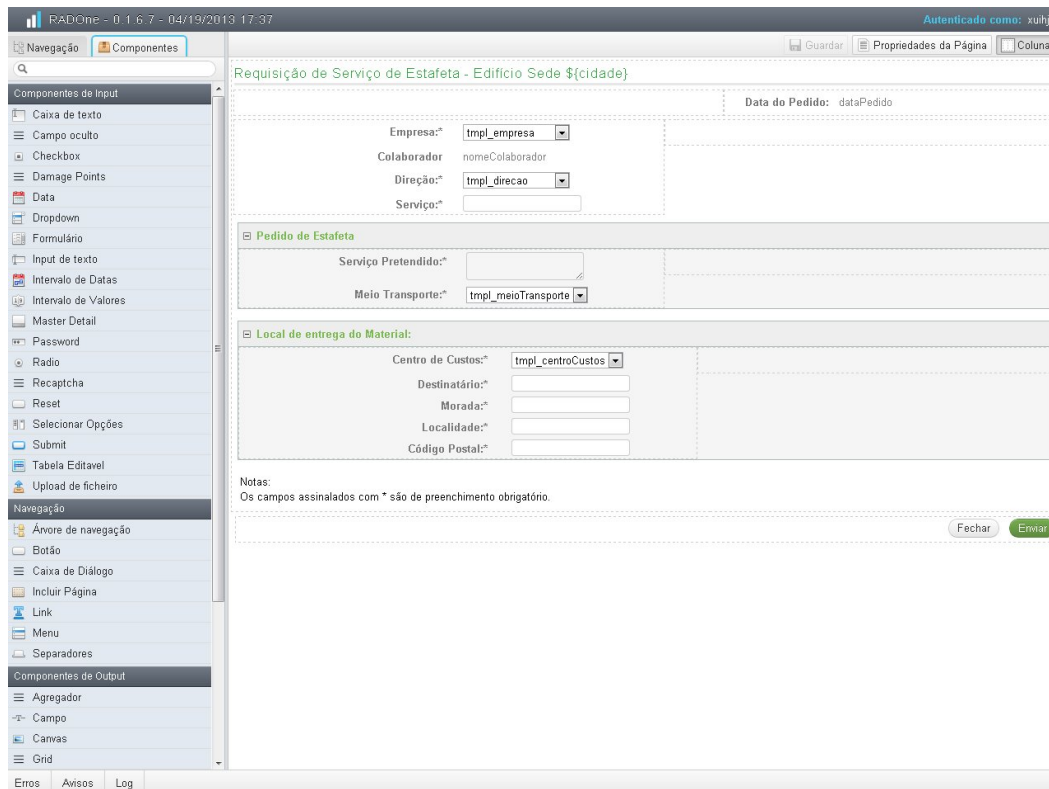 RADOne - 0.1.6.7 - 04/19/2013 17:37
Autenticado como: xuihj
Navegação
Componentes
Guardar
Propriedades da Página
Coluna
Componentes de Input
Caixa de texto
Campo oculto
Checkbox
Damage Points
Data
Dropdown
Formulário
Input de texto
Intervalo de Datas
Intervalo de Valores
Master Detail
Password
Radio
Recaptcha
Reset
Selecionar Opções
Submit
Tabela Editavel
Upload de ficheiro
Navegação
Árvore de navegação
Botão
Caixa de Diálogo
Incluir Página
Link
Menu
Separadores
Componentes de Output
Agregador
Campo
Canvas
Grid
Requisição de Serviço de Estafeta - Edifício Sede ${cidade}
Data do Pedido: dataPedido
Empresa:* tmpl_empresa
Colaborador nomeColaborador
Direção:* tmpl_direcao
Serviço:*
Pedido de Estafeta
Serviço Pretendido:*
Meio Transporte:* tmpl_meioTransporte
Local de entrega do Material:
Centro de Custos:* tmpl_centroCustos
Destinatário:*
Morada:*
Localidade:*
Código Postal:*
Notas:
Os campos assinalados com * são de preenchimento obrigatório.
Fechar
Enviar
Erros
Avisos
Log